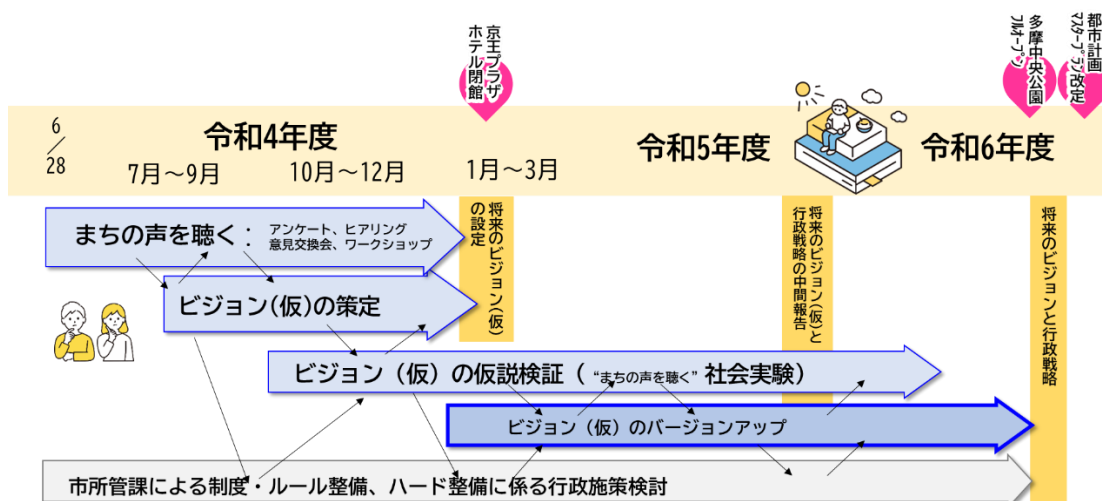 京王プラザ
ホテル閉館
多摩中央公園
フルオープン
都市計画
マスタープラン改定
6
/
28
令和4年度
7月～9月
10月～12月
1月～3月
令和5年度
令和6年度
まちの声を聴く：
アンケート、ヒアリング
意見交換会、ワークショップ
将来のビジョン(仮)
の設定
ビジョン(仮)の策定
将来のビジョン(仮)と
行政戦略の中間報告
将来のビジョンと行政戦略
ビジョン（仮）の仮説検証（ “まちの声を聴く” 社会実験）
ビジョン（仮）のバージョンアップ
市所管課による制度・ルール整備、ハード整備に係る行政施策検討